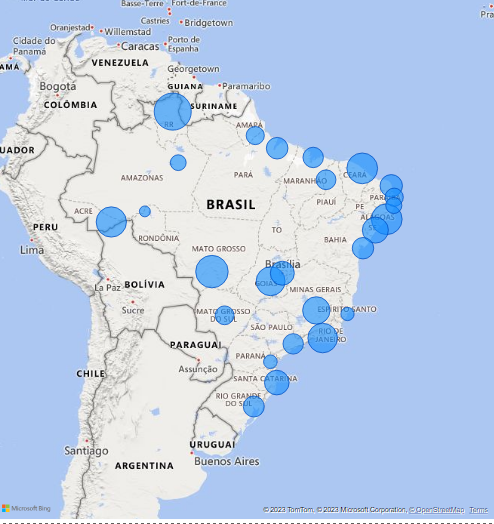 Basse-Terre
Fort-de-France
Castries
Bridgetown
Oranjestad
Willemstad
Cidade do
Panamá
Caracas
Porto de
Espanha
VENEZUELA
Georgetown
Bogotá
GUIANA
Paramaribo
COLÔMBIA
SURINAME
RR
AMAPÁ
AMAZONAS
PARÁ
MARANHÃO
CEARÁ
PIAUÍ
PE
ALAGOAS
SE
BRASIL
ACRE
PERU
RONDÔNIA
TO
BAHIA
Lima
MATO GROSSO
Brasília
La Paz
BOLÍVIA
GOIÁS
MINAS GERAIS
Sucre
MATO GROSSO
DO SUL
ESPÍRITO SANTO
SÃO PAULO
RIO DE
JANEIRO
PARAGUAI
PARANÁ
Assunção
CHILE
SANTA CATARINA
RIO GRANDE
DO SUL
URUGUAI
Santiago
Buenos Aires
ARGENTINA
Microsoft Bing
© 2023 TomTom, © 2023 Microsoft Corporation, © OpenStreetMap Terms